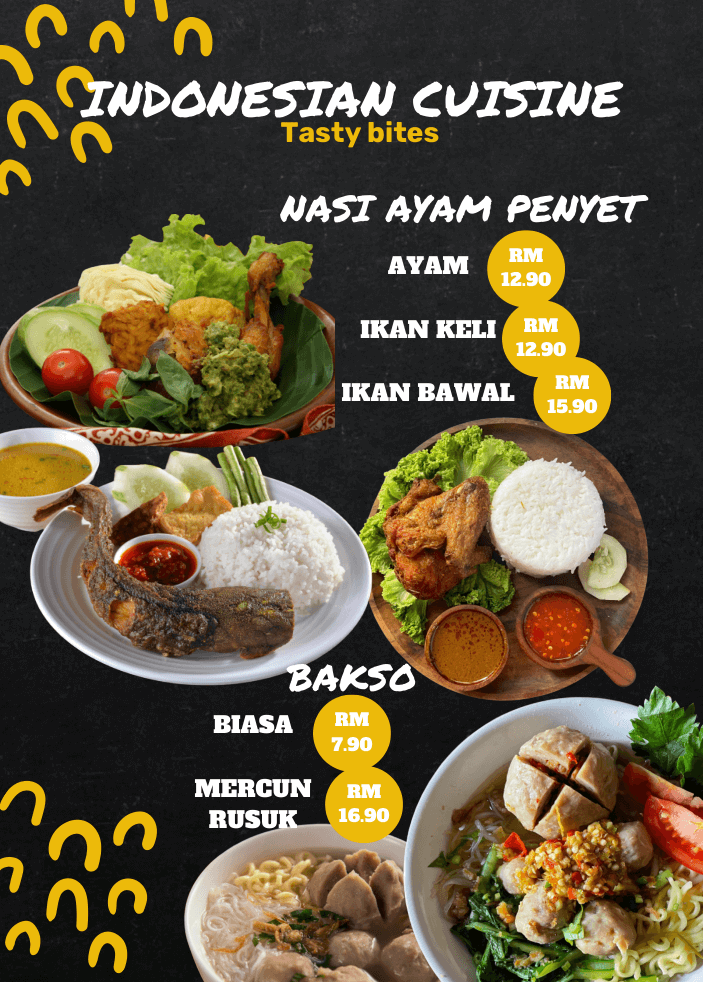 INDONESIAN CUISINE
Tasty bites
NASI AYAM PENYET
AYAM
RM
12.90
IKAN KELI
RM
12.90
IKAN BAWAL
RM
15.90
BAKSO
BIASA
RM
7.90
MERCUN
RUSUK
RM
16.90